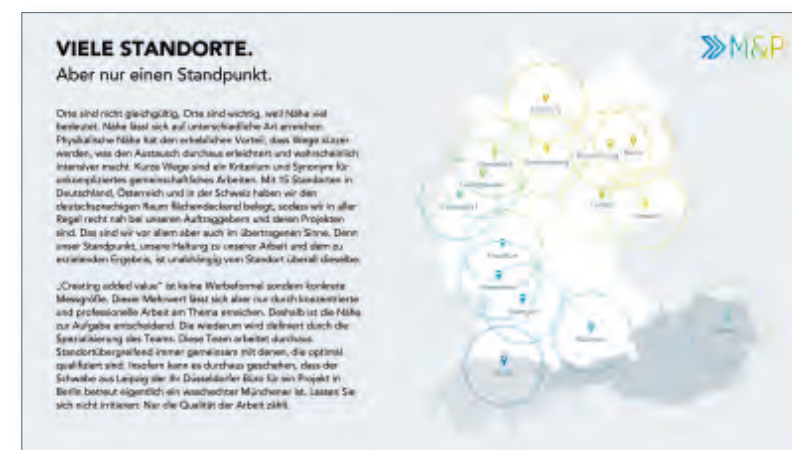 VIELE STANDORTE.
Aber nur einen Standpunkt.
M&P
Orte sind nicht gleichgültig, Orte sind wichtig, weil Nähe viel
bedeutet. Nähe lässt sich auf unterschiedliche Art erreichen.
Physikalische Nähe hat den erheblichen Vorteil, dass Wege kürzer
werden, was den Austausch durchaus erleichtert und wahrscheinlich
intensiver macht. Kurze Wege sind ein Kriterium und Synonym für
unkompliziertes gemeinschaftliches Arbeiten. Mit 15 Standorten in
Deutschland, Österreich und in der Schweiz haben wir den
deutschsprachigen Raum flächendeckend belegt, sodass wir in aller
Regel recht nah bei unseren Auftraggebern und deren Projekten
sind. Das sind wir vor allem aber auch im übertragenen Sinne. Denn
unser Standpunkt, unsere Haltung zu unserer Arbeit und dem zu
erzielenden Ergebnis, ist unabhängig vom Standort überall dieselbe.
„Creating added value“ ist keine Werbeformel sondern konkrete
Messgröße. Dieser Mehrwert lässt sich aber nur durch konzentrierte
und professionelle Arbeit am Thema erreichen. Deshalb ist die Nähe
zur Aufgabe entscheidend. Die wiederum wird definiert durch die
Spezialisierung des Teams. Diese Team arbeitet durchaus
Standortübergreifend immer gemeinsam mit denen, die optimal
qualifiziert sind. Insofern kann es durchaus geschehen, dass der
Schwabe aus Leipzig der ihr Düsseldorfer Büro für ein Projekt in
Berlin betreut eigentlich ein waschechter Münchener ist. Lassen Sie
sich nicht irritieren: Nur die Qualität der Arbeit zählt.
Berlin
Leipzig
Frankfurt
Stuttgart
München